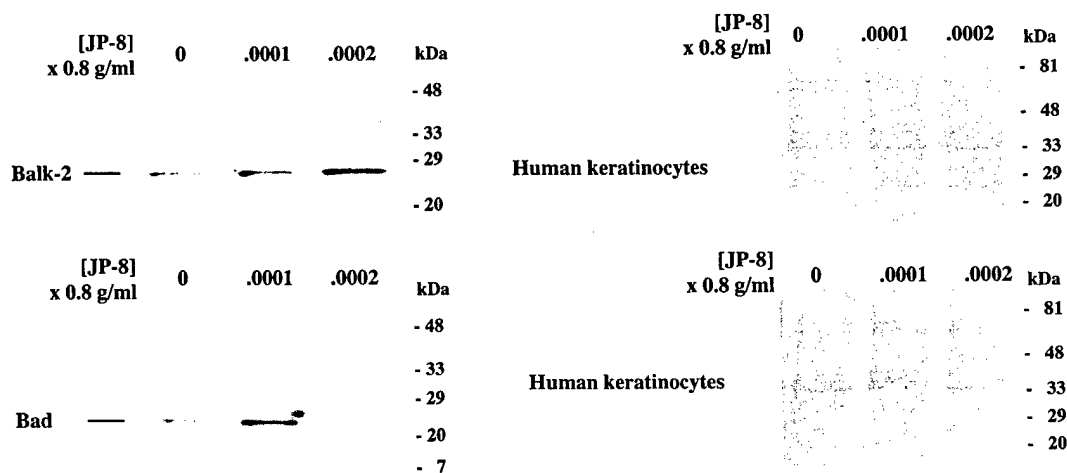 [JP-8]
x 0.8 g/ml
0 .0001 .0002 kDa
- 48
- 33
- 29
Balk-2
- 20
[JP-8]
x 0.8 g/ml
0 .0001 .0002 kDa
- 81
- 48
- 33
Human keratinocytes
- 29
- 20
[JP-8]
x 0.8 g/ml
0 .0001 .0002 kDa
- 48
- 33
- 29
Bad
- 20
- 7
[JP-8]
x 0.8 g/ml
0 .0001 .0002 kDa
- 81
- 48
Human keratinocytes
- 33
- 29
- 20